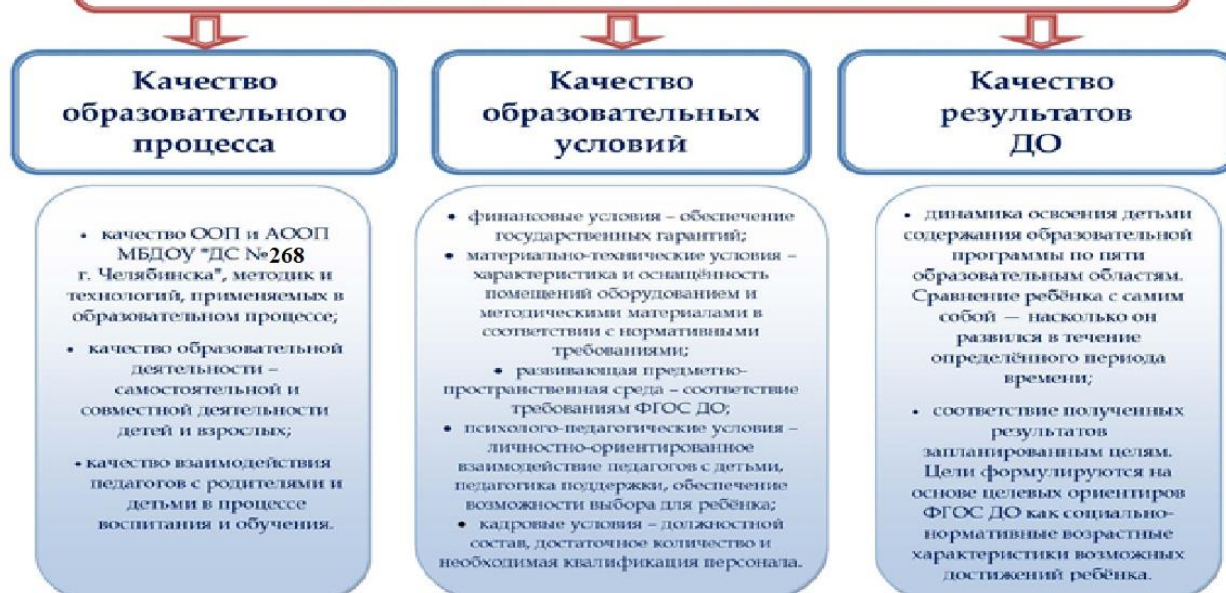 Качество
образовательного
процесса
• качество ООП и АООП
МБДОУ "ДС №268
г. Челябинска", методик и
технологий, применяемых в
образовательном процессе;
• качество образовательной
деятельности –
самостоятельной и
совместной деятельности
детей и взрослых;
• качество взаимодействия
педагогов с родителями и
детьми в процессе
воспитания и обучения.
Качество
образовательных
условий
• финансовые условия – обеспечение
государственных гарантий;
• материально-технические условия –
характеристика и оснащённость
помещений оборудованием и
методическими материалами в
соответствии с нормативными
требованиями;
• развивающая предметно-
пространственная среда – соответствие
требованиям ФГОС ДО;
• психолого-педагогические условия –
личностно-ориентированное
взаимодействие педагогов с детьми,
педагогика поддержки, обеспечение
возможности выбора для ребёнка;
• кадровые условия – должностной
состав, достаточное количество и
необходимая квалификация персонала.
Качество
результатов
ДО
• динамика освоения детьми
содержания образовательной
программы по пяти
образовательным областям.
Сравнение ребёнка с самим
собой — насколько он
развился в течение
определённого периода
времени;
• соответствие полученных
результатов
запланированным целям.
Цели формулируются на
основе целевых ориентиров
ФГОС ДО как социально-
нормативные возрастные
характеристики возможных
достижений ребёнка.